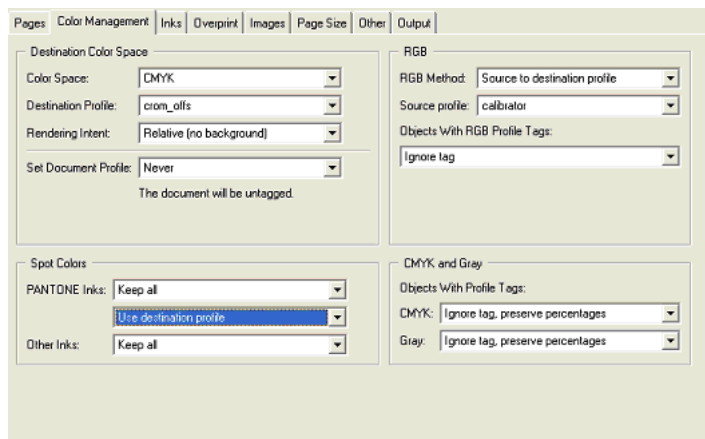 Pages Color Management Inks Overprint Images Page Size Other Output
Destination Color Space
Color Space: CMYK
Destination Profile: crom_offs
Rendering Intent: Relative (no background)
Set Document Profile: Never
The document will be untagged.
RGB
RGB Method: Source to destination profile
Source profile: calibrator
Objects With RGB Profile Tags:
Ignore tag
Spot Colors
PANTONE Inks: Keep all
Use destination profile
Other Inks: Keep all
CMYK and Gray
Objects With Profile Tags:
CMYK: Ignore tag, preserve percentages
Gray: Ignore tag, preserve percentages